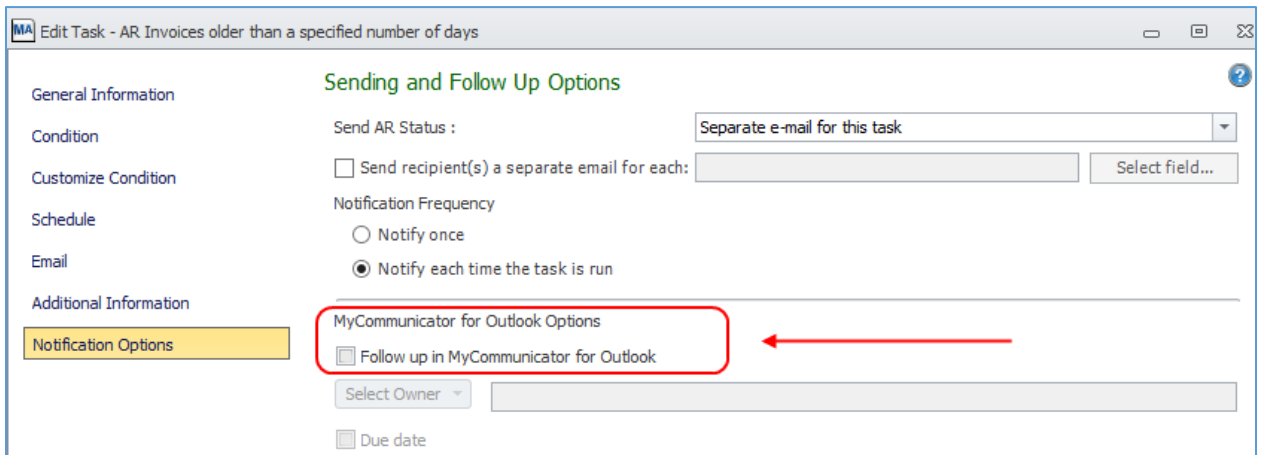 MA Edit Task - AR Invoices older than a specified number of days
General Information
Condition
Customize Condition
Schedule
Email
Additional Information
Notification Options
Sending and Follow Up Options
?
Send AR Status :
Separate e-mail for this task
Send recipient(s) a separate email for each:
Select field...
Notification Frequency
Notify once
Notify each time the task is run
MyCommunicator for Outlook Options
Follow up in MyCommunicator for Outlook
Select Owner
Due date